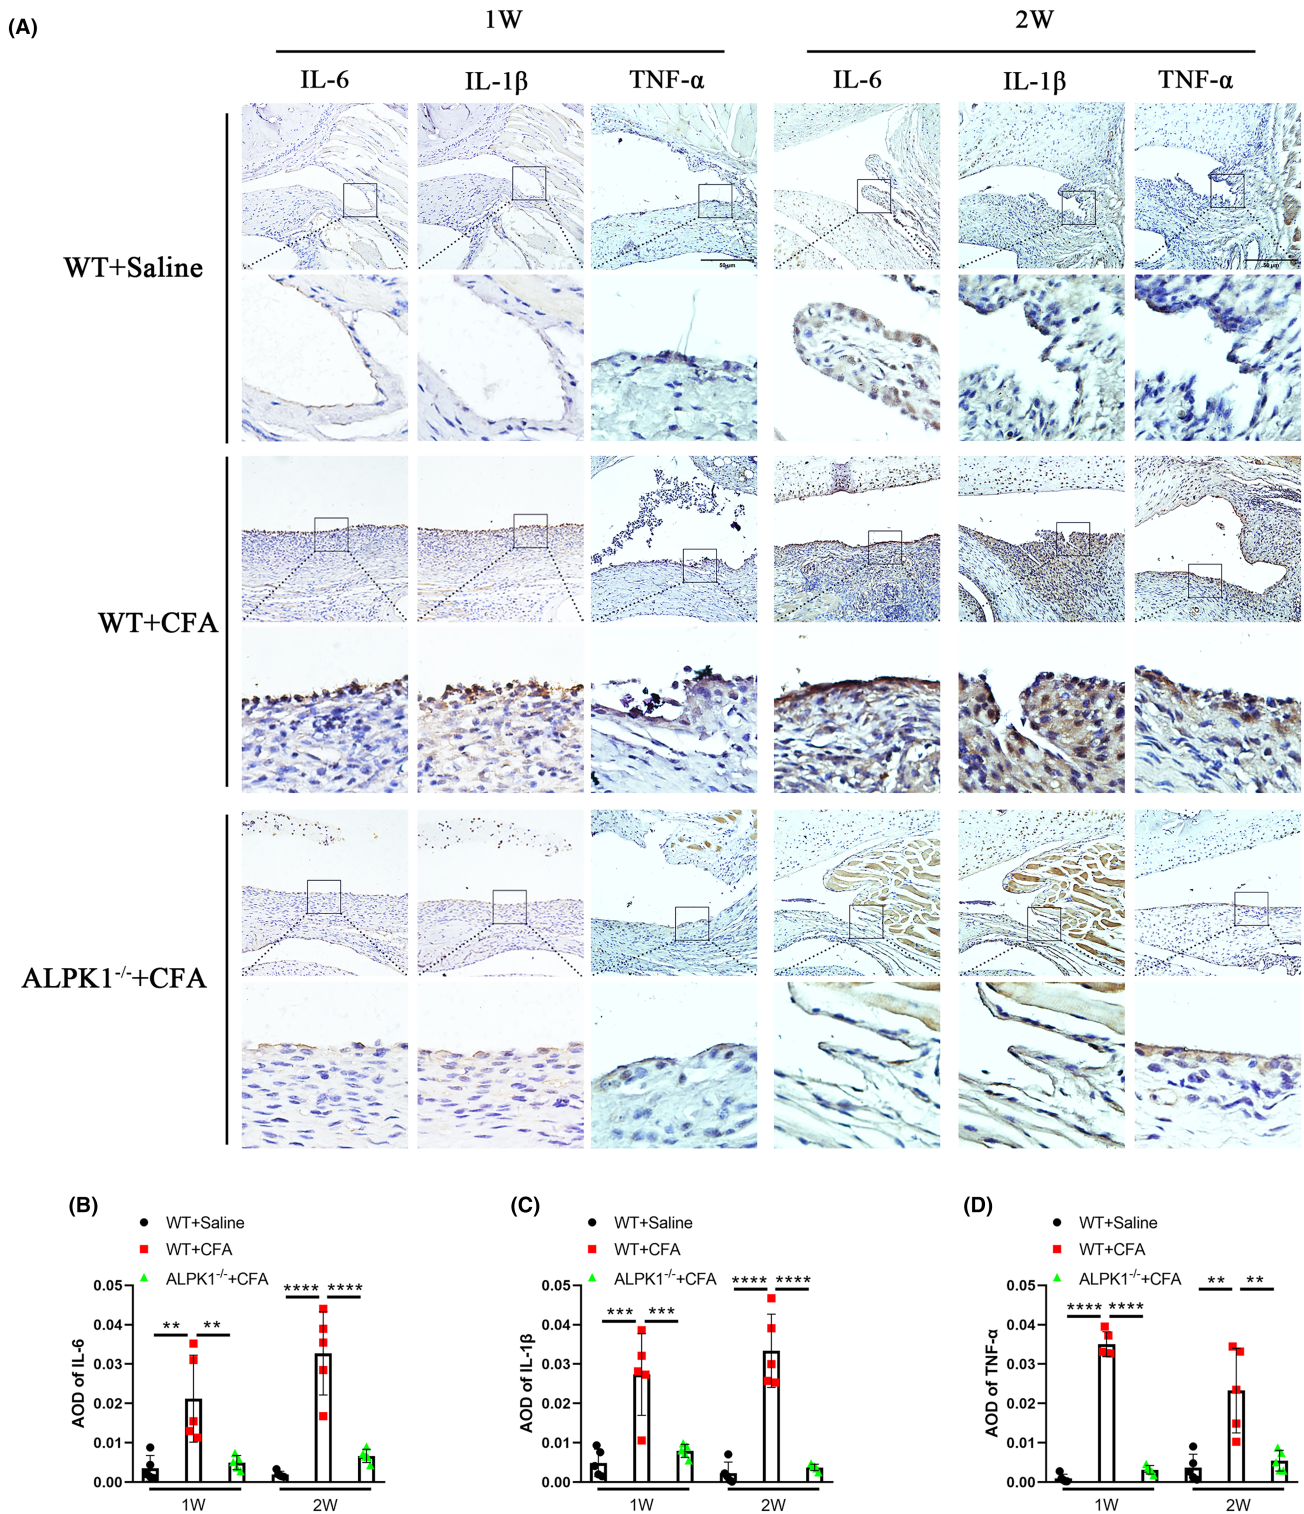 (A)
1W 2W
IL-6 IL-1β TNF-α IL-6 IL-1β TNF-α
WT+Saline
50 μm 50 μm
WT+CFA
ALPK1-/-+CFA
(B)
WT+Saline
WT+CFA
ALPK1-/-+CFA
AOD of IL-6
0.05
0.04
0.03
0.02
0.01
0.00
** ** **** ****
1W 2W
(C)
WT+Saline
WT+CFA
ALPK1-/-+CFA
AOD of IL-1β
0.05
0.04
0.03
0.02
0.01
0.00
*** *** **** ****
1W 2W
(D)
WT+Saline
WT+CFA
ALPK1-/-+CFA
AOD of TNF-α
0.05
0.04
0.03
0.02
0.01
0.00
**** **** ** **
1W 2W